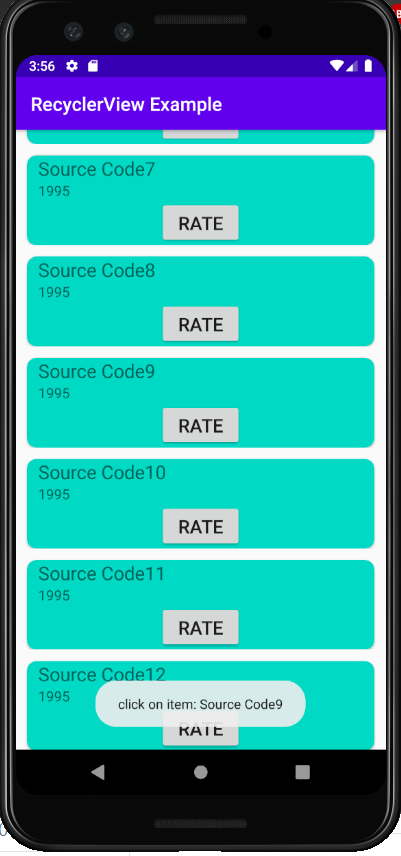 3:56
RecyclerView Example
Source Code7
1995
RATE
Source Code8
1995
RATE
Source Code9
1995
RATE
Source Code10
1995
RATE
Source Code11
1995
RATE
Source Code12
1995
click on item: Source Code9
RATE